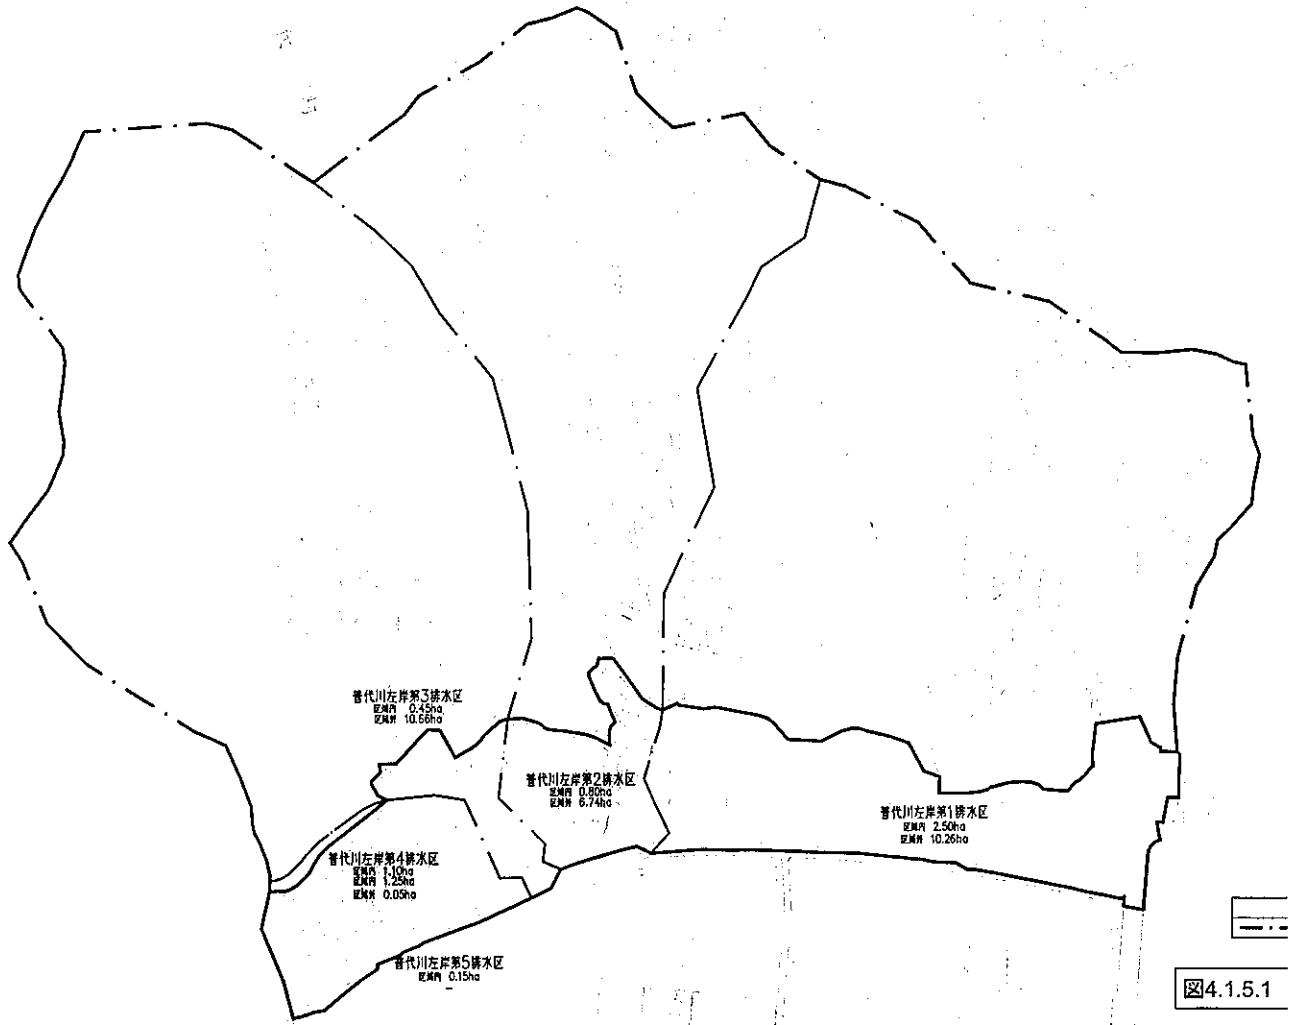 普代川左岸第3排水区
区域内 0.45ha
区域外 10.66ha
普代川左岸第2排水区
区域内 0.80ha
区域外 6.74ha
普代川左岸第1排水区
区域内 2.50ha
区域外 10.26ha
普代川左岸第4排水区
区域内 1.10ha
区域内 1.25ha
区域外 0.05ha
普代川左岸第5排水区
区域内 0.15ha
図4.1.5.1